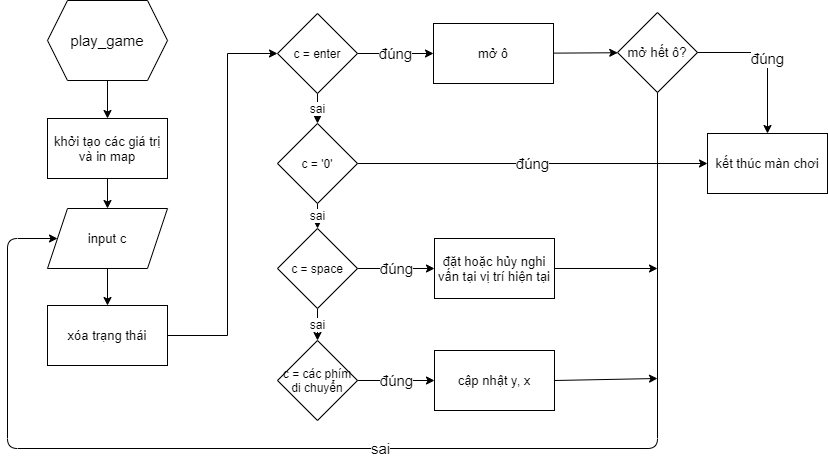 play_game
khởi tạo các giá trị
và in map
input c
xóa trạng thái
c = enter
đúng
mở ô
mở hết ô?
đúng
sai
c = '0'
đúng
kết thúc màn chơi
sai
c = space
đúng
đặt hoặc hủy nghi
vấn tại vị trí hiện tại
sai
c = các phím
di chuyển
đúng
cập nhật y, x
sai